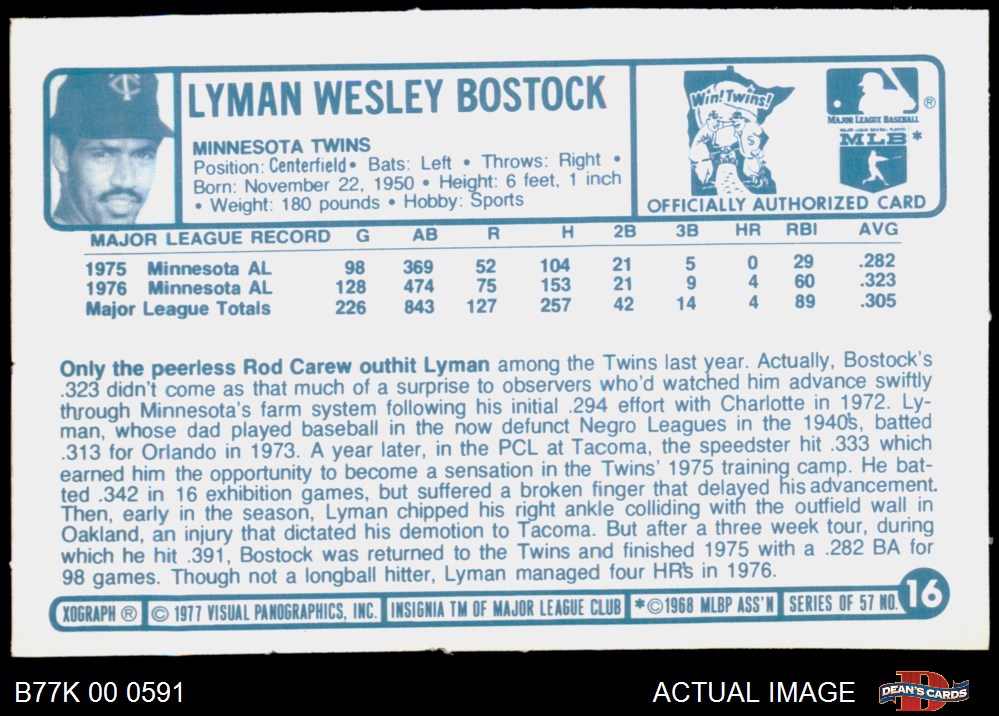 LYMAN WESLEY BOSTOCK
MINNESOTA TWINS
Position: Centerfield • Bats: Left • Throws: Right •
Born: November 22, 1950 • Height: 6 feet, 1 inch
• Weight: 180 pounds • Hobby: Sports
Win! Twins!
MAJOR LEAGUE BASEBALL ®
MLB *
OFFICIALLY AUTHORIZED CARD
MAJOR LEAGUE RECORD G AB R H 2B 3B HR RBI AVG
1975 Minnesota AL 98 369 52 104 21 5 0 29 .282
1976 Minnesota AL 128 474 75 153 21 9 4 60 .323
Major League Totals 226 843 127 257 42 14 4 89 .305
Only the peerless Rod Carew outhit Lyman among the Twins last year. Actually, Bostock's
.323 didn't come as that much of a surprise to observers who'd watched him advance swiftly
through Minnesota's farm system following his initial .294 effort with Charlotte in 1972. Ly-
man, whose dad played baseball in the now defunct Negro Leagues in the 1940's, batted
.313 for Orlando in 1973. A year later, in the PCL at Tacoma, the speedster hit .333 which
earned him the opportunity to become a sensation in the Twins' 1975 training camp. He bat-
ted .342 in 16 exhibition games, but suffered a broken finger that delayed his advancement.
Then, early in the season, Lyman chipped his right ankle colliding with the outfield wall in
Oakland, an injury that dictated his demotion to Tacoma. But after a three week tour, during
which he hit .391, Bostock was returned to the Twins and finished 1975 with a .282 BA for
98 games. Though not a longball hitter, Lyman managed four HR's in 1976.
XOGRAPH ® © 1977 VISUAL PANOGRAPHICS, INC. INSIGNIA TM OF MAJOR LEAGUE CLUB *©1968 MLBP ASS'N SERIES OF 57 NO. 16
B77K 00 0591 ACTUAL IMAGE DEAN'S CARDS